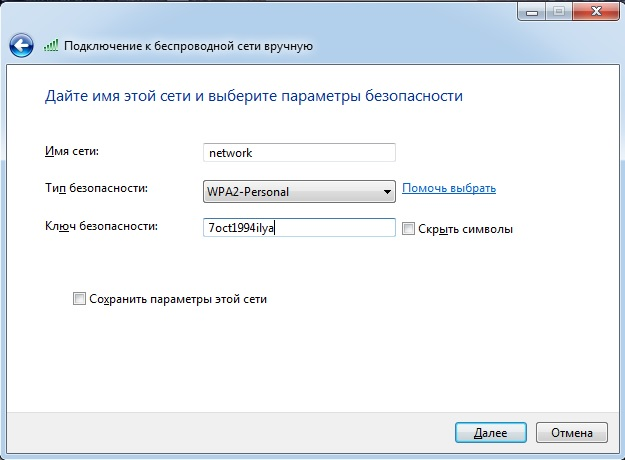 Подключение к беспроводной сети вручную
Дайте имя этой сети и выберите параметры безопасности
Имя сети: network
Тип безопасности: WPA2-Personal Помочь выбрать
Ключ безопасности: 7oct1994ilya Скрыть символы
Сохранить параметры этой сети
Далее Отмена